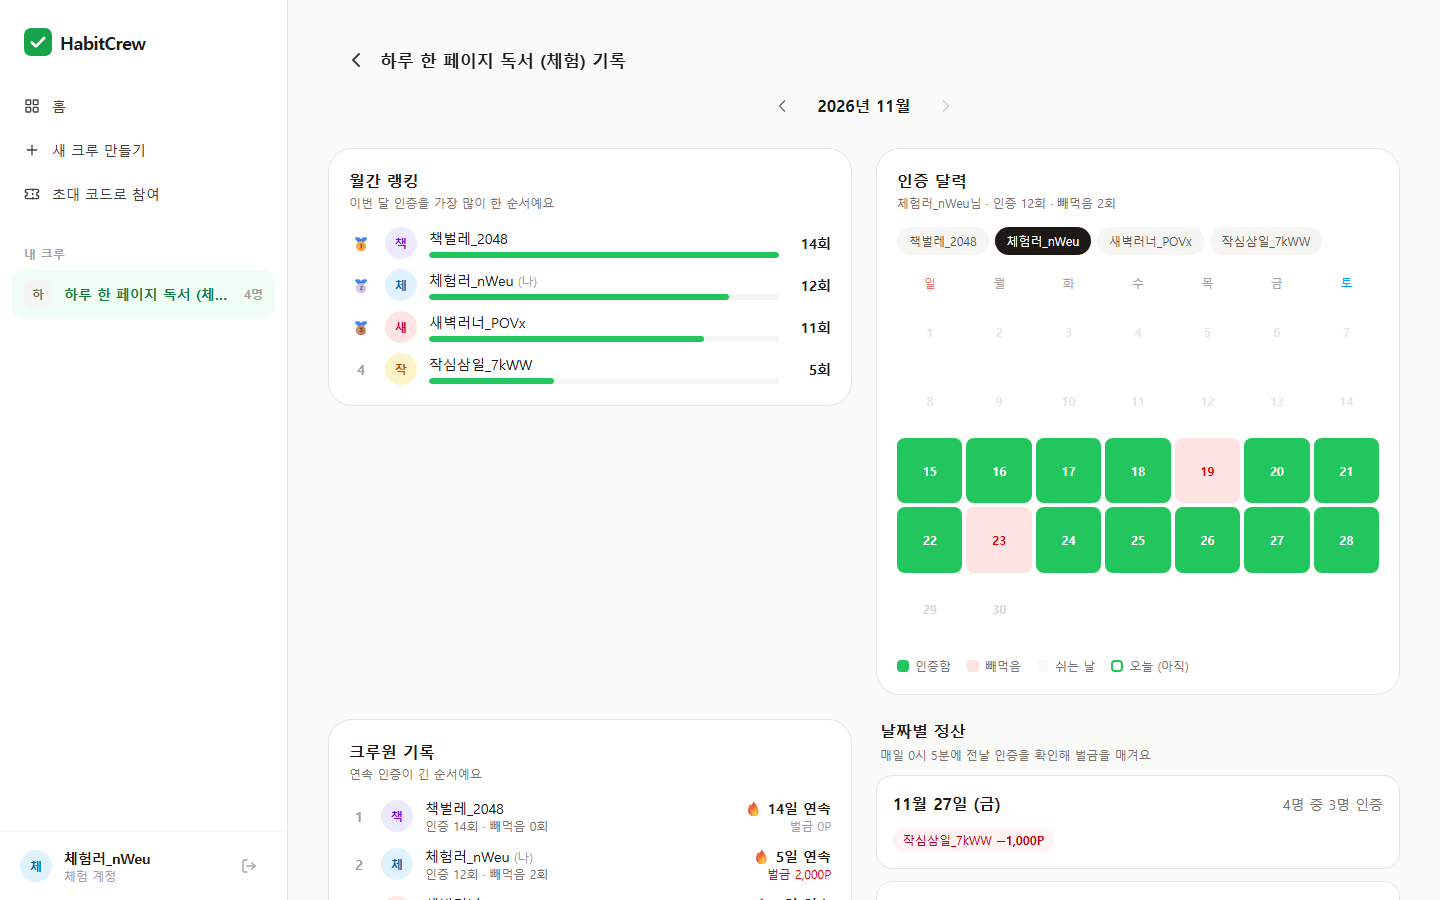 HabitCrew
홈
새 크루 만들기
초대 코드로 참여
내 크루
하 하루 한 페이지 독서 (체... 4명
체 체험러_nWeu
체험 계정
하루 한 페이지 독서 (체험) 기록
2026년 11월
월간 랭킹
이번 달 인증을 가장 많이 한 순서예요
책 책벌레_2048 14회
체 체험러_nWeu (나) 12회
새 새벽러너_POVx 11회
4 작 작심삼일_7kWW 5회
인증 달력
체험러_nWeu님 · 인증 12회 · 빼먹음 2회
책벌레_2048 체험러_nWeu 새벽러너_POVx 작심삼일_7kWW
일 월 화 수 목 금 토
1 2 3 4 5 6 7
8 9 10 11 12 13 14
15 16 17 18 19 20 21
22 23 24 25 26 27 28
29 30
인증함 빼먹음 쉬는 날 오늘 (아직)
크루원 기록
연속 인증이 긴 순서예요
1 책 책벌레_2048 14일 연속
인증 14회 · 빼먹음 0회 벌금 0P
2 체 체험러_nWeu (나) 5일 연속
인증 12회 · 빼먹음 2회 벌금 2,000P
날짜별 정산
매일 0시 5분에 전날 인증을 확인해 벌금을 매겨요
11월 27일 (금) 4명 중 3명 인증
작심삼일_7kWW −1,000P